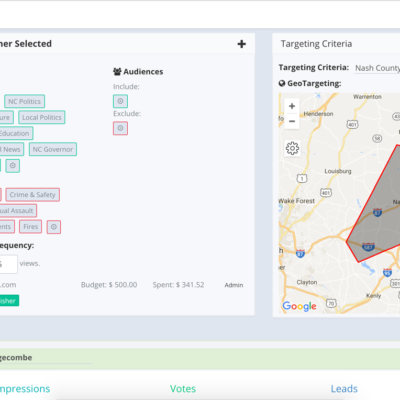 ner Selected
+
Audiences
Include:
Exclude:
NC Politics
ure
Local Politics
Education
l News
NC Governor
Crime & Safety
ual Assault
nts
Fires
equency:
views.
.com
Budget: $ 500.00
Spent: $ 341.52
Admin
isher
Targeting Criteria
Targeting Criteria:
Nash County
GeoTargeting:
+
−
Warrenton
Henderson
Louisburg
Wake Forest
Na
Clayton
Kenly
Google
gecombe
mpressions
Votes
Leads